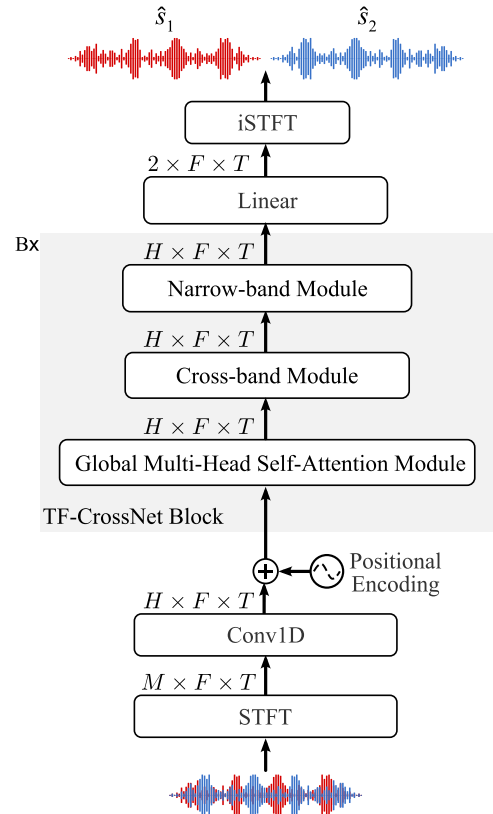 ŝ₁ ŝ₂
iSTFT
2 × F × T
Linear
Bx
H × F × T
Narrow-band Module
H × F × T
Cross-band Module
H × F × T
Global Multi-Head Self-Attention Module
TF-CrossNet Block
Positional
Encoding
H × F × T
Conv1D
M × F × T
STFT